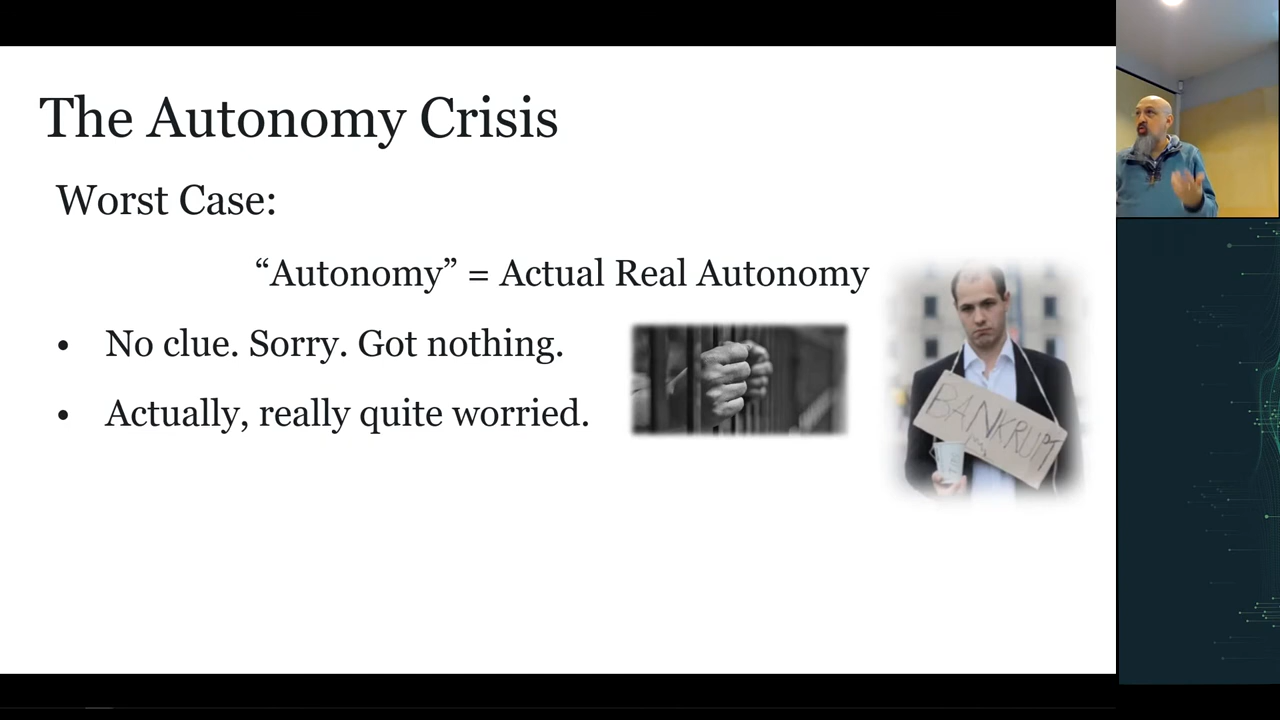 The Autonomy Crisis
Worst Case:
“Autonomy” = Actual Real Autonomy
• No clue. Sorry. Got nothing.
• Actually, really quite worried.
BANKRUPT